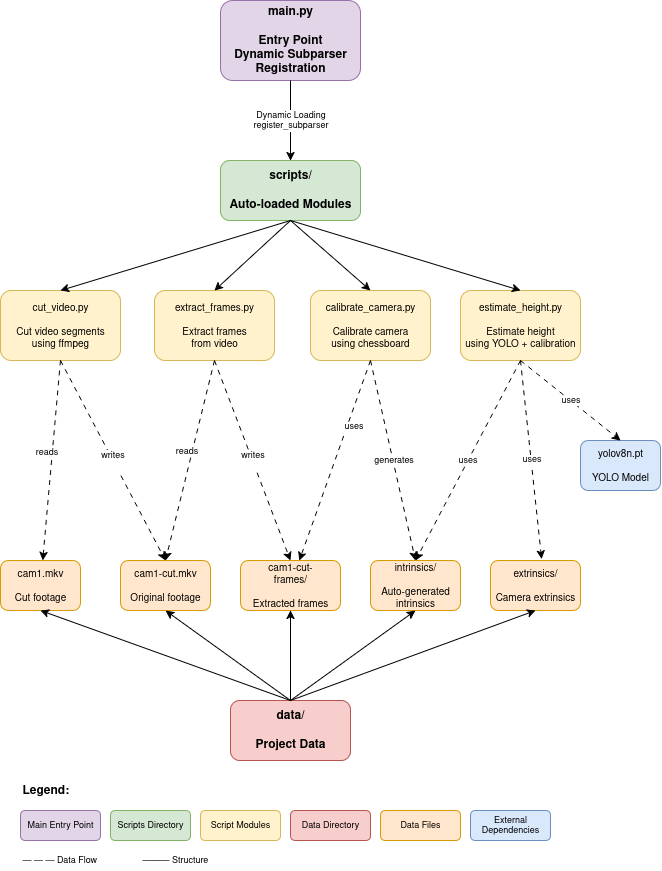 main.py
Entry Point
Dynamic Subparser
Registration
Dynamic Loading
register_subparser
scripts/
Auto-loaded Modules
cut_video.py
Cut video segments
using ffmpeg
extract_frames.py
Extract frames
from video
calibrate_camera.py
Calibrate camera
using chessboard
estimate_height.py
Estimate height
using YOLO + calibration
reads
writes
reads
writes
uses
generates
uses
uses
uses
yolov8n.pt
YOLO Model
cam1.mkv
Cut footage
cam1-cut.mkv
Original footage
cam1-cut-
frames/
Extracted frames
intrinsics/
Auto-generated
intrinsics
extrinsics/
Camera extrinsics
data/
Project Data
Legend:
Main Entry Point
Scripts Directory
Script Modules
Data Directory
Data Files
External
Dependencies
— — — Data Flow
——— Structure